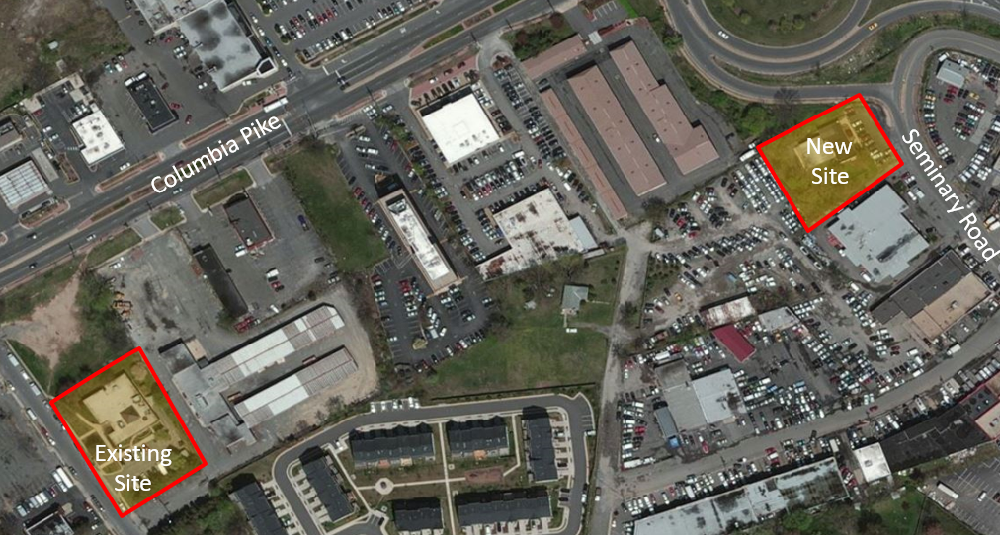 Columbia Pike
New
Site
Seminary Road
Existing
Site